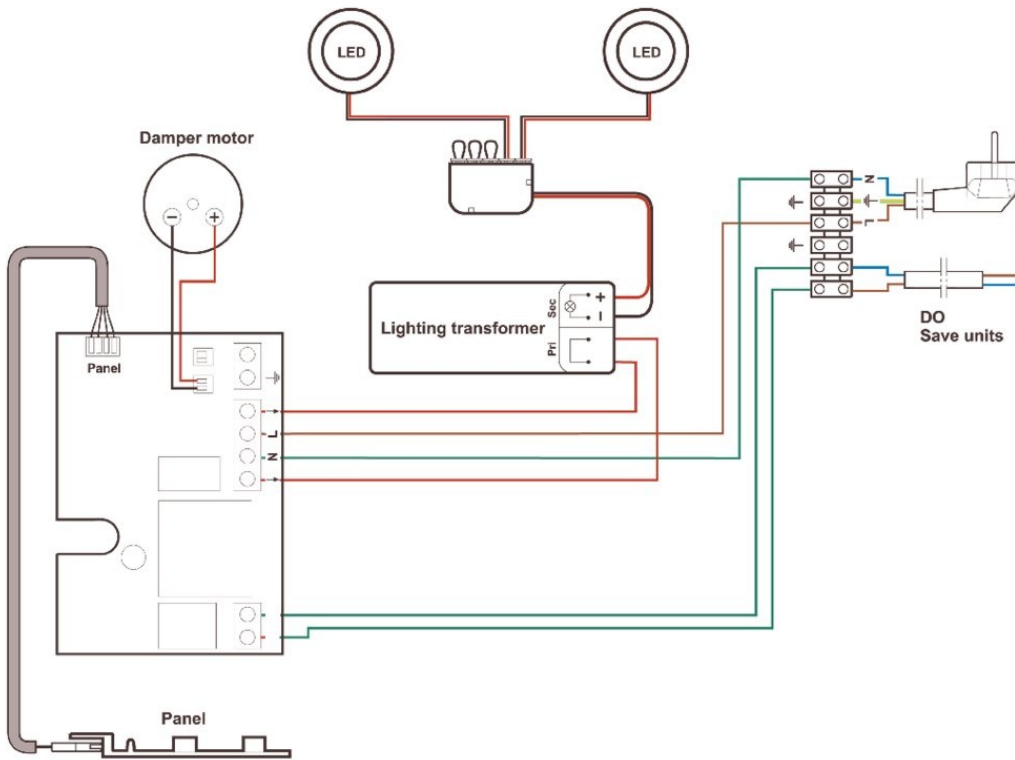 LED
LED
Damper motor
−
+
N
L
Lighting transformer
Sec
+
−
Pri
DO
Save units
Panel
L
N
Panel